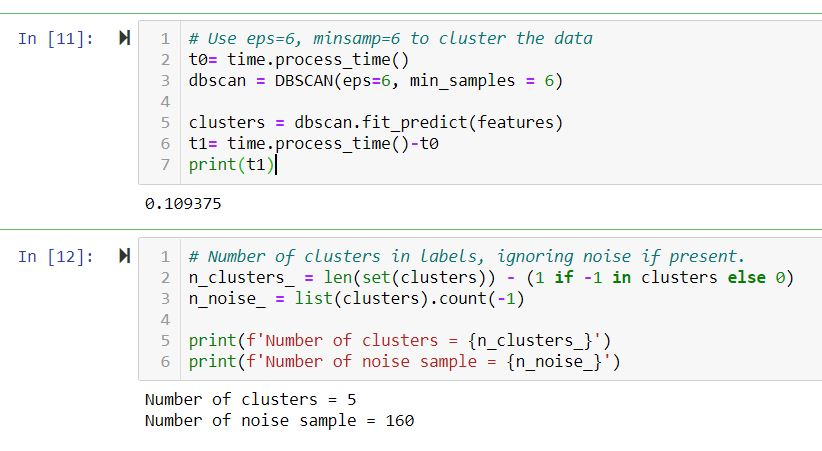 In [11]:
1 # Use eps=6, minsamp=6 to cluster the data
2 t0= time.process_time()
3 dbscan = DBSCAN(eps=6, min_samples = 6)
4
5 clusters = dbscan.fit_predict(features)
6 t1= time.process_time()-t0
7 print(t1)
0.109375
In [12]:
1 # Number of clusters in labels, ignoring noise if present.
2 n_clusters_ = len(set(clusters)) - (1 if -1 in clusters else 0)
3 n_noise_ = list(clusters).count(-1)
4
5 print(f'Number of clusters = {n_clusters_}')
6 print(f'Number of noise sample = {n_noise_}')
Number of clusters = 5
Number of noise sample = 160